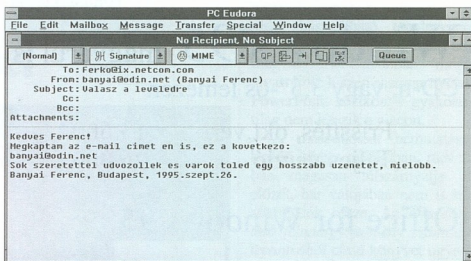 PC Eudora
File Edit Mailbox Message Transfer Special Window Help
No Recipient, No Subject
(Normal) Signature MIME QP Queue
To: Ferko@ix.netcom.com
From: banyai@odin.net (Banyai Ferenc)
Subject: Valasz a leveledre
Cc:
Bcc:
Attachments:
Kedves Ferenc!
Megkaptam az e-mail cimet en is, ez a kovetkezo:
banyai@odin.net
Sok szeretettel udvozollek es varok toled egy hosszabb uzenetet, mielobb.
Banyai Ferenc, Budapest, 1995.szept.26.